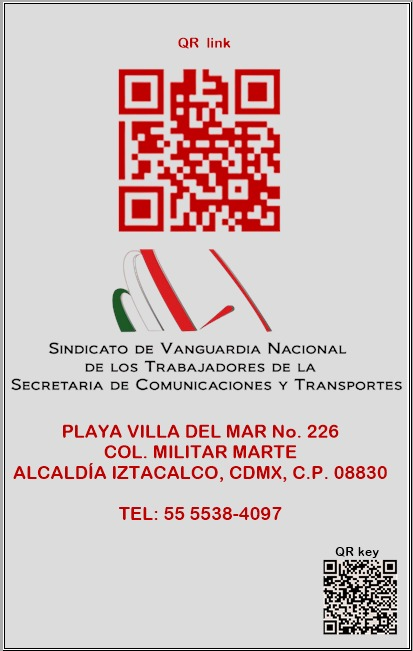 QR link
SINDICATO DE VANGUARDIA NACIONAL
DE LOS TRABAJADORES DE LA
SECRETARIA DE COMUNICACIONES Y TRANSPORTES
PLAYA VILLA DEL MAR No. 226
COL. MILITAR MARTE
ALCALDÍA IZTACALCO, CDMX, C.P. 08830
TEL: 55 5538-4097
QR key